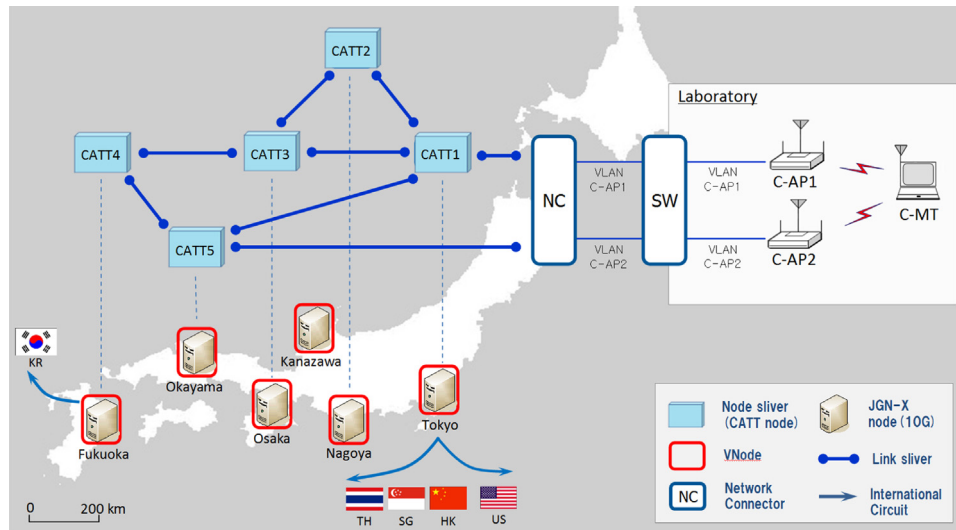 CATT2
CATT4
CATT3
CATT1
CATT5
NC
VLAN
C-AP1
VLAN
C-AP2
SW
Laboratory
VLAN
C-AP1
VLAN
C-AP2
C-AP1
C-AP2
C-MT
KR
Fukuoka
Okayama
Osaka
Kanazawa
Nagoya
Tokyo
TH
SG
HK
US
0
200 km
Node sliver
(CATT node)
JGN-X
node (10G)
VNode
Link sliver
NC
Network
Connector
International
Circuit